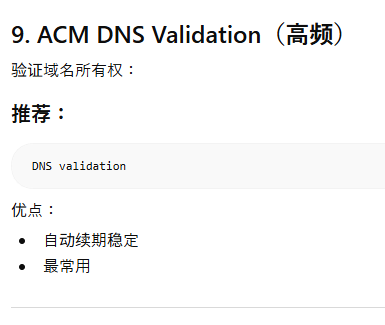 9. ACM DNS Validation（高频）
验证域名所有权：
推荐：
DNS validation
优点：
自动续期稳定
最常用